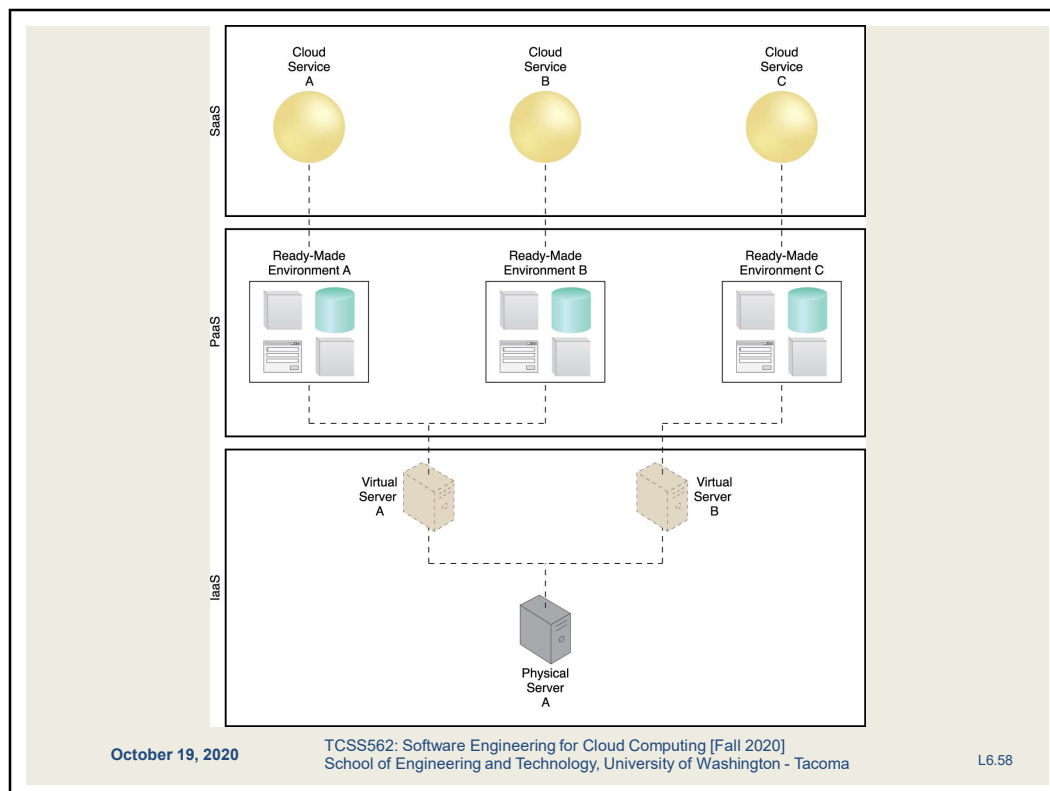 SaaS
Cloud
Service
A
Cloud
Service
B
Cloud
Service
C
PaaS
Ready-Made
Environment A
Ready-Made
Environment B
Ready-Made
Environment C
IaaS
Virtual
Server
A
Virtual
Server
B
Physical
Server
A
October 19, 2020
TCSS562: Software Engineering for Cloud Computing [Fall 2020]
School of Engineering and Technology, University of Washington - Tacoma
L6.58